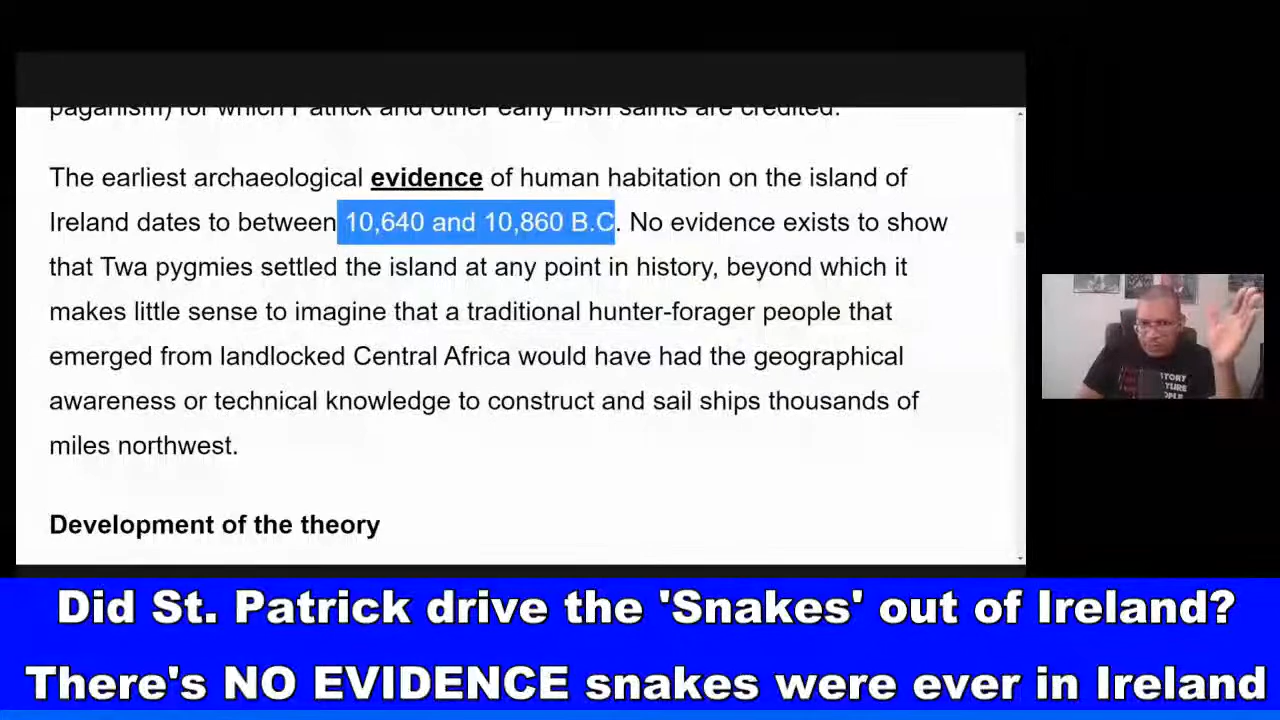 paganism) for which Patrick and other early Irish saints are credited.
The earliest archaeological evidence of human habitation on the island of
Ireland dates to between 10,640 and 10,860 B.C. No evidence exists to show
that Twa pygmies settled the island at any point in history, beyond which it
makes little sense to imagine that a traditional hunter-forager people that
emerged from landlocked Central Africa would have had the geographical
awareness or technical knowledge to construct and sail ships thousands of
miles northwest.
Development of the theory
Did St. Patrick drive the 'Snakes' out of Ireland?
There's NO EVIDENCE snakes were ever in Ireland